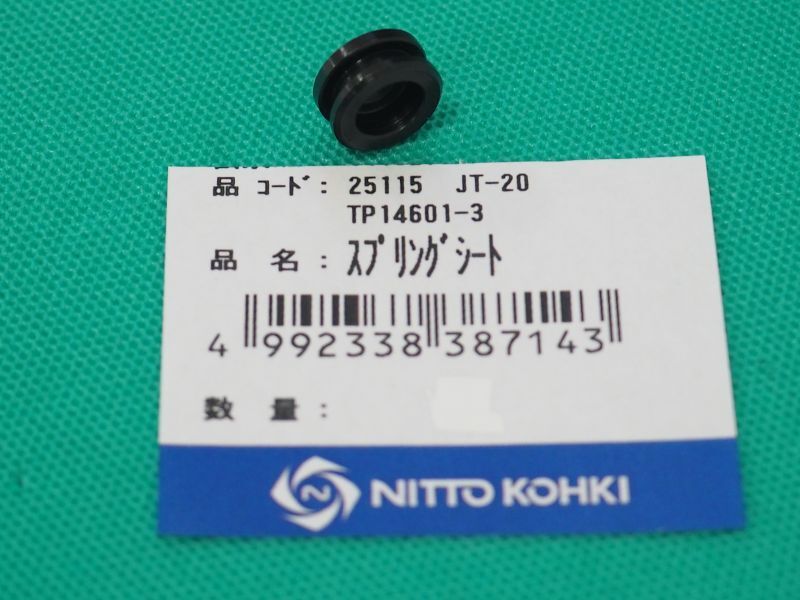 品 ｺｰﾄﾞ: 25115 JT-20
TP14601-3
品 名 : ｽﾌﾟﾘﾝｸﾞｼｰﾄ
4 992338 387143
数 量 :
NITTO KOHKI